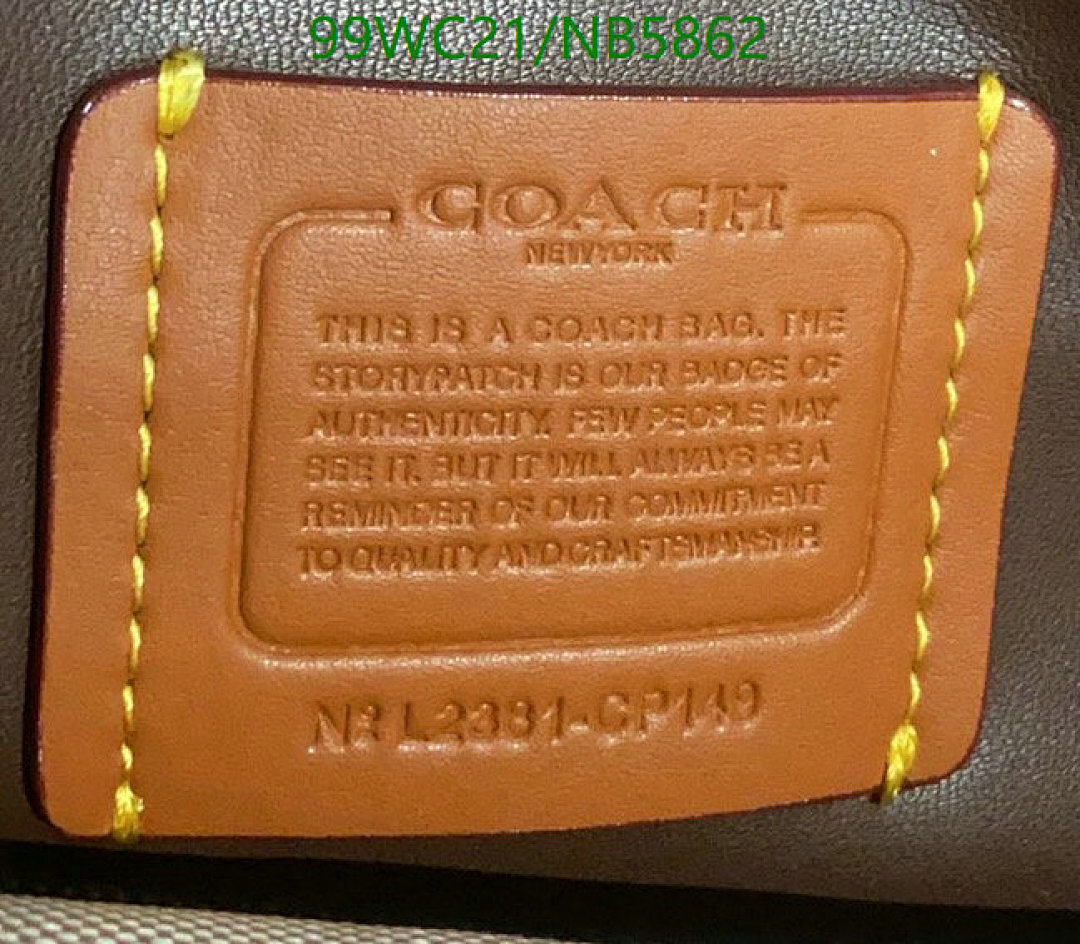 99WC21/NB5862
COACH
NEW YORK
THIS IS A COACH BAG. THE
STORYPATCH IS OUR BADGE OF
AUTHENTICITY. FEW PEOPLE MAY
SEE IT. BUT IT WILL ALWAYS BE A
REMINDER OF OUR COMMITMENT
TO QUALITY AND CRAFTSMANSHIP.
Nº L2381-CP149